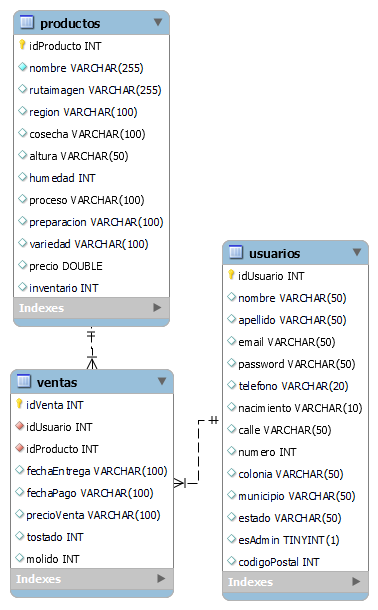 productos
idProducto INT
nombre VARCHAR(255)
rutaimagen VARCHAR(255)
region VARCHAR(100)
cosecha VARCHAR(100)
altura VARCHAR(50)
humedad INT
proceso VARCHAR(100)
preparacion VARCHAR(100)
variedad VARCHAR(100)
precio DOUBLE
inventario INT
Indexes
ventas
idVenta INT
idUsuario INT
idProducto INT
fechaEntrega VARCHAR(100)
fechaPago VARCHAR(100)
precioVenta VARCHAR(100)
tostado INT
molido INT
Indexes
usuarios
idUsuario INT
nombre VARCHAR(50)
apellido VARCHAR(50)
email VARCHAR(50)
password VARCHAR(50)
telefono VARCHAR(20)
nacimiento VARCHAR(10)
calle VARCHAR(50)
numero INT
colonia VARCHAR(50)
municipio VARCHAR(50)
estado VARCHAR(50)
esAdmin TINYINT(1)
codigoPostal INT
Indexes